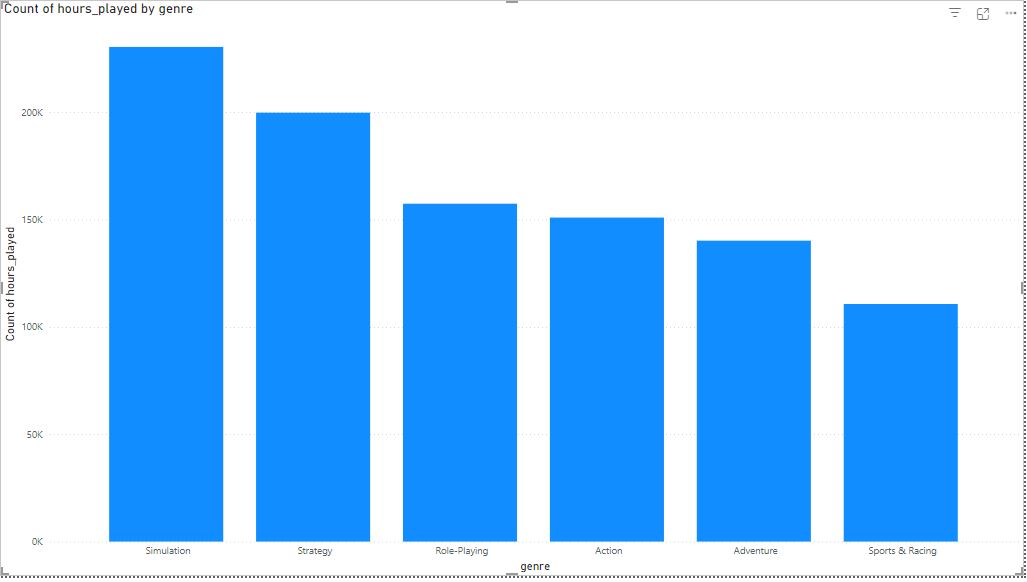 Count of hours_played by genre
Count of hours_played
200K
150K
100K
50K
0K
Simulation Strategy Role-Playing Action Adventure Sports & Racing
genre